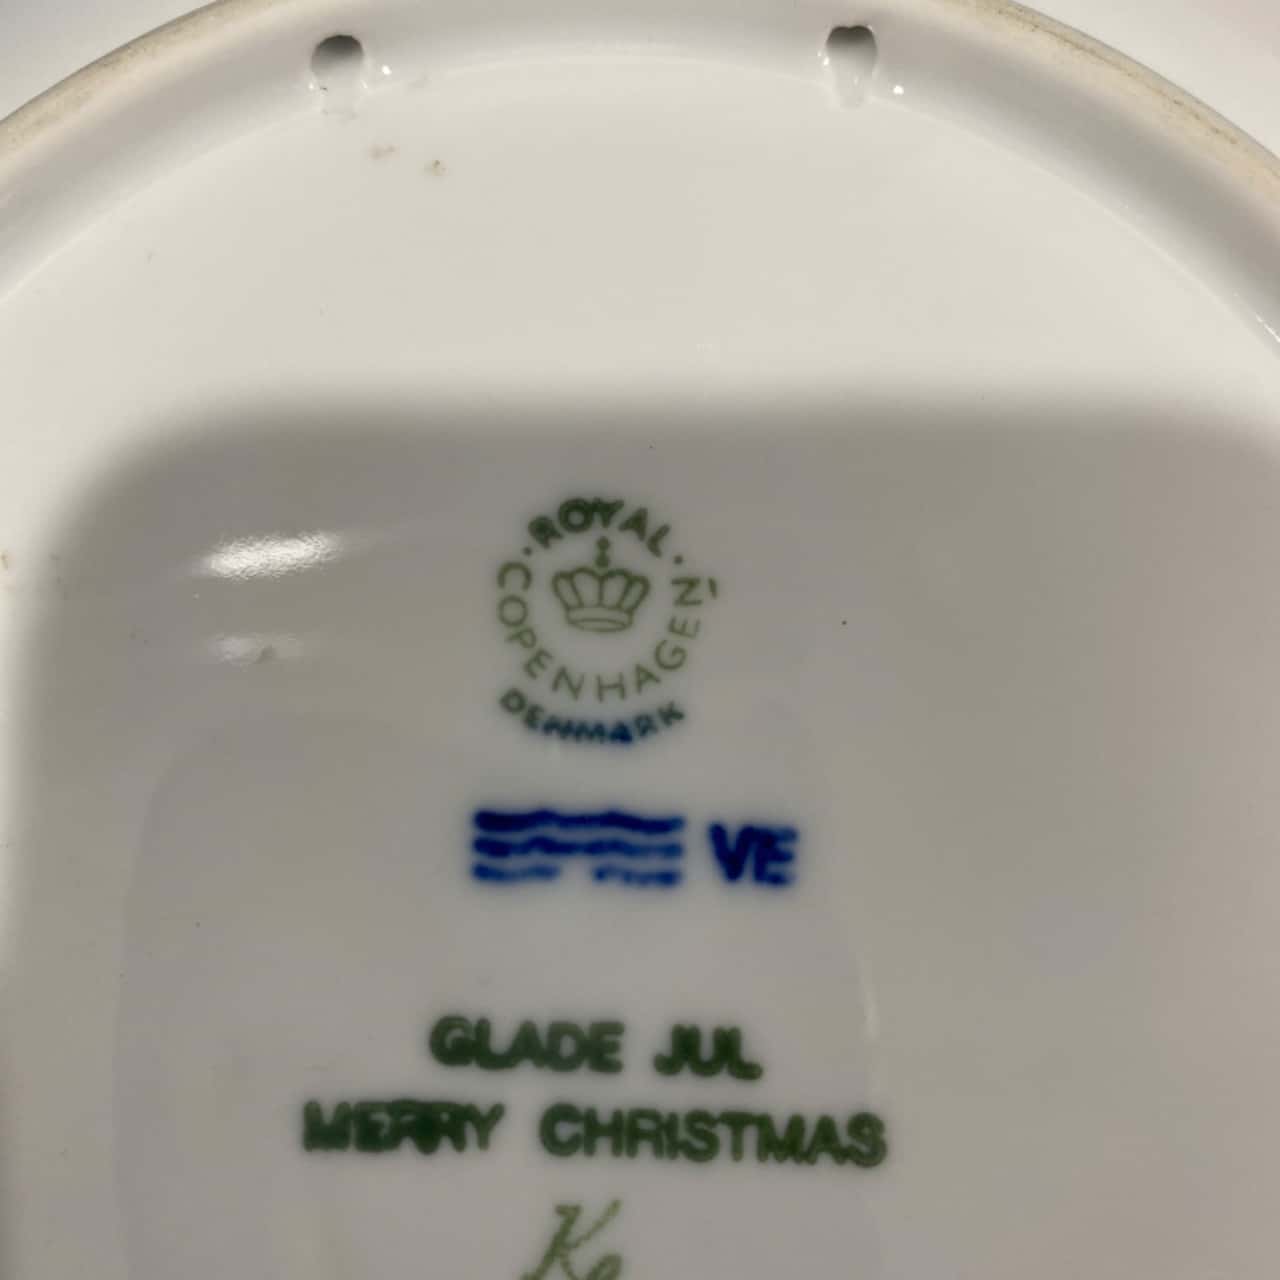 ROYAL
COPENHAGEN
DENMARK
VE
GLADE JUL
MERRY CHRISTMAS